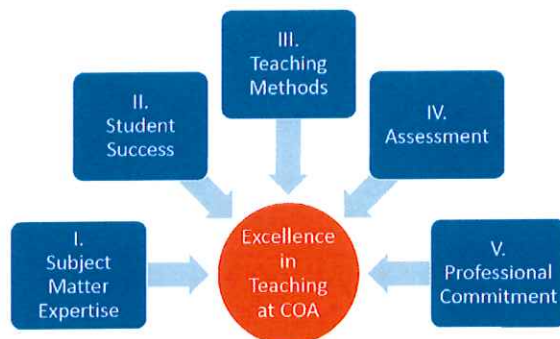 I.
Subject
Matter
Expertise
II.
Student
Success
III.
Teaching
Methods
IV.
Assessment
V.
Professional
Commitment
Excellence
in
Teaching
at COA